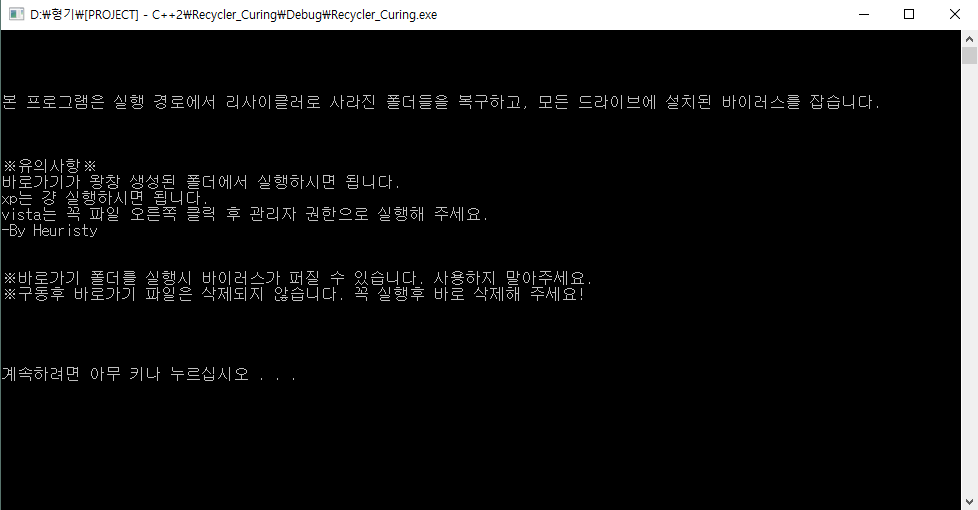 D:₩형기₩[PROJECT] - C++2₩Recycler_Curing₩Debug₩Recycler_Curing.exe
본 프로그램은 실행 경로에서 리사이클러로 사라진 폴더들을 복구하고, 모든 드라이브에 설치된 바이러스를 잡습니다.
※유의사항※
바로가기가 왕창 생성된 폴더에서 실행하시면 됩니다.
xp는 걍 실행하시면 됩니다.
vista는 꼭 파일 오른쪽 클릭 후 관리자 권한으로 실행해 주세요.
-By Heuristy
※바로가기 폴더를 실행시 바이러스가 퍼질 수 있습니다. 사용하지 말아주세요.
※구동후 바로가기 파일은 삭제되지 않습니다. 꼭 실행후 바로 삭제해 주세요!
계속하려면 아무 키나 누르십시오 . . .